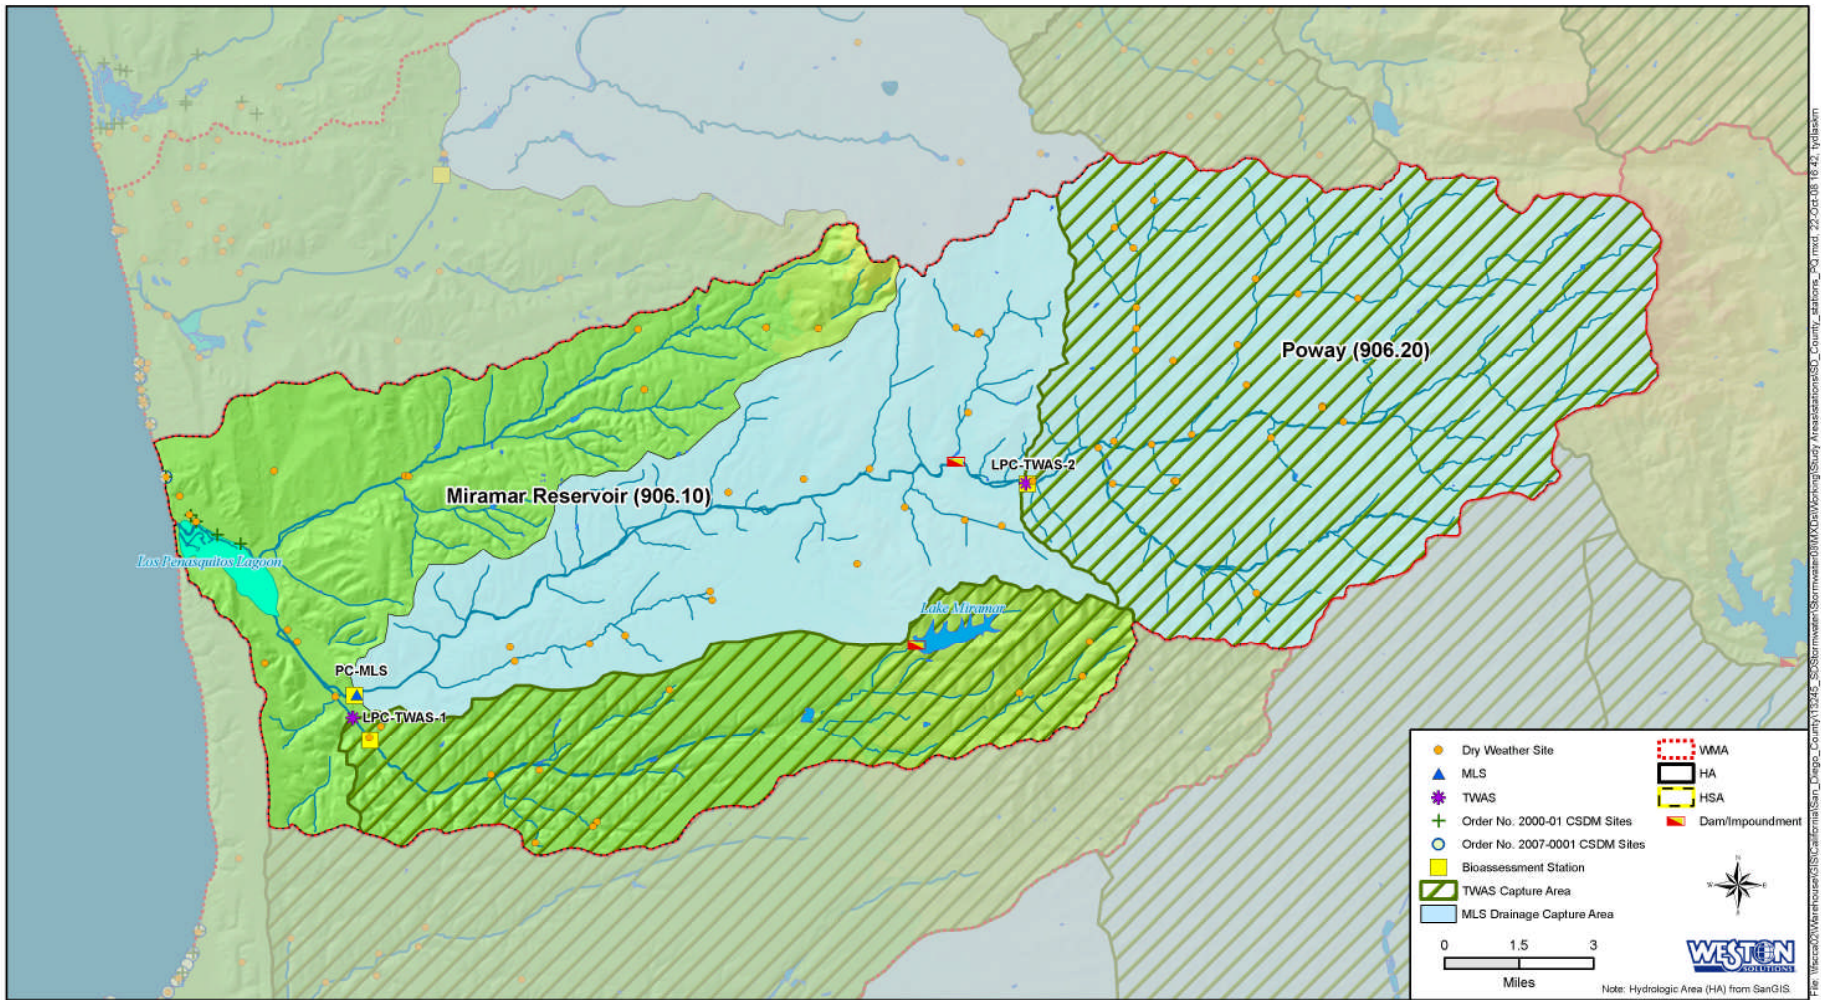 Poway (906.20)
LPC-TWAS-2
Miramar Reservoir (906.10)
Los Penasquitos Lagoon
Lake Miramar
PC-MLS
LPC-TWAS-1
Dry Weather Site
MLS
TWAS
Order No. 2000-01 CSDM Sites
Order No. 2007-0001 CSDM Sites
Bioassessment Station
TWAS Capture Area
MLS Drainage Capture Area
WMA
HA
HSA
Dam/Impoundment
N
W E
S
0 1.5 3
Miles
WESTON
SOLUTIONS
Note: Hydrologic Area (HA) from SanGIS.